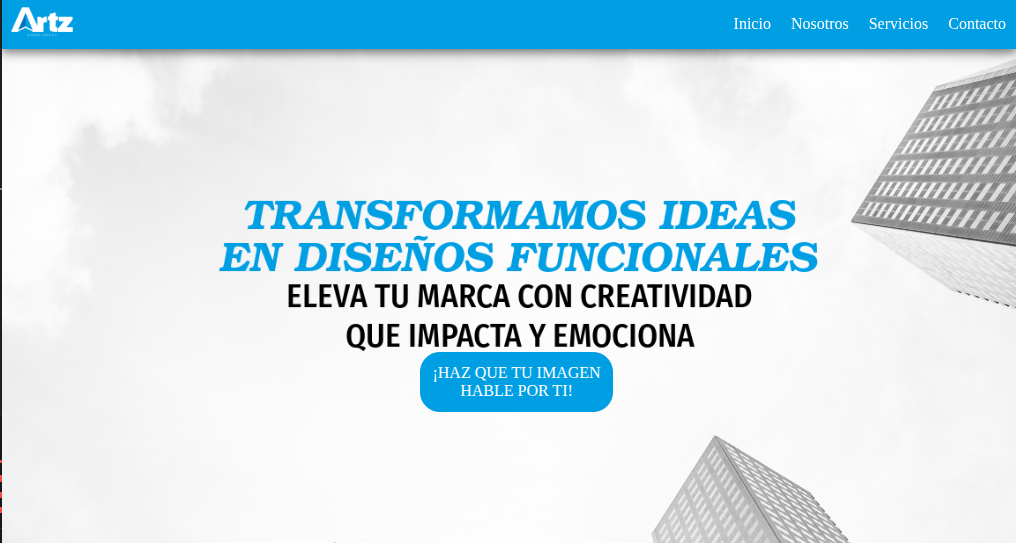 Artz
Inicio Nosotros Servicios Contacto
TRANSFORMAMOS IDEAS
EN DISEÑOS FUNCIONALES
ELEVA TU MARCA CON CREATIVIDAD
QUE IMPACTA Y EMOCIONA
¡HAZ QUE TU IMAGEN
HABLE POR TI!